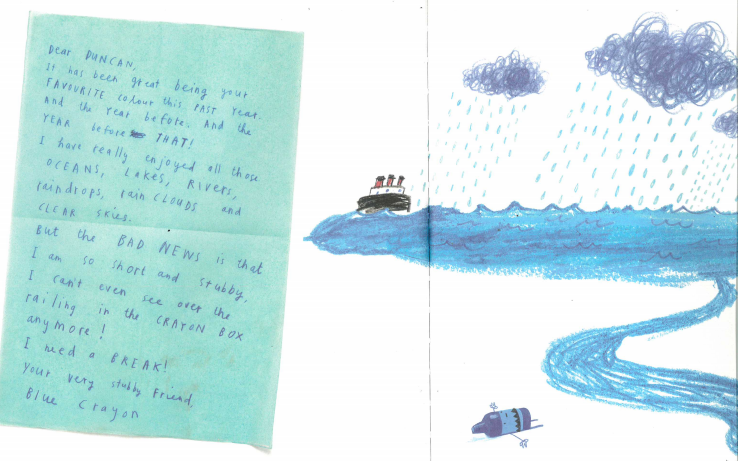 Dear DUNCAN,
It has been great being your
FAVOURITE colour this PAST year.
And the year before. And the
YEAR before THAT!
I have really enjoyed all those
OCEANS, LAKES, RIVERS,
raindrops, rain CLOUDS and
CLEAR skies.
But the BAD NEWS is that
I am so short and stubby,
I can't even see over the
railing in the CRAYON BOX
anymore!
I need a BREAK!
Your very stubby friend,
Blue Crayon